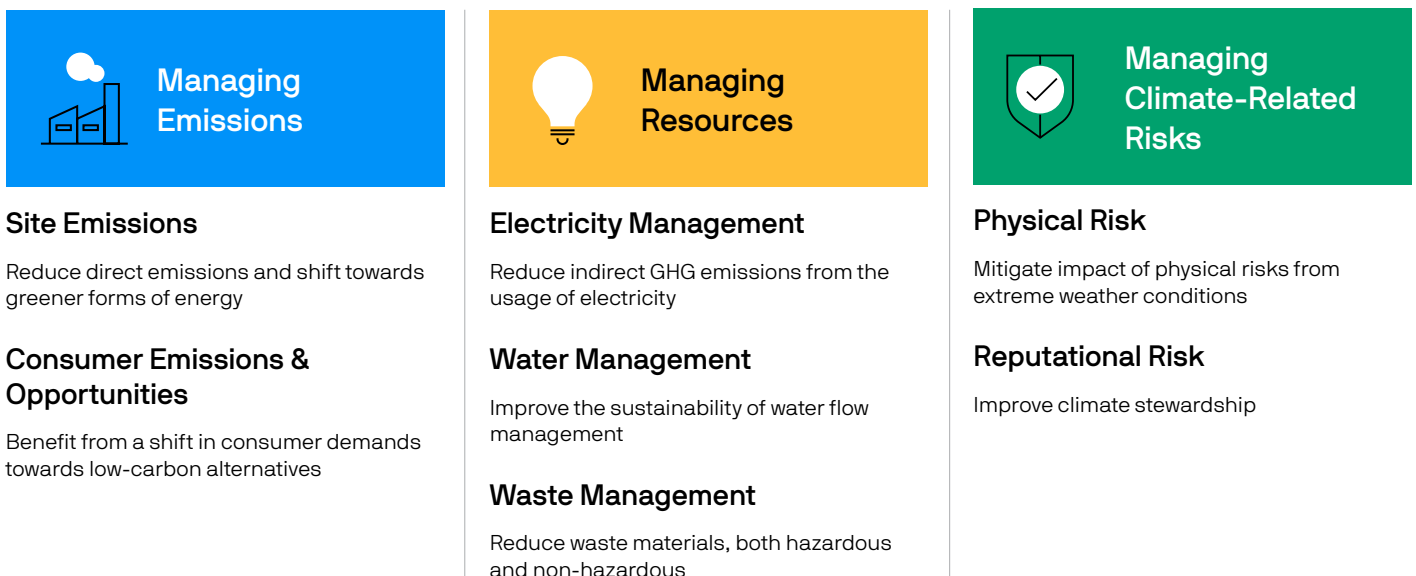 Managing
Emissions
Site Emissions
Reduce direct emissions and shift towards
greener forms of energy
Consumer Emissions &
Opportunities
Benefit from a shift in consumer demands
towards low-carbon alternatives
Managing
Resources
Electricity Management
Reduce indirect GHG emissions from the
usage of electricity
Water Management
Improve the sustainability of water flow
management
Waste Management
Reduce waste materials, both hazardous
and non-hazardous
Managing
Climate-Related
Risks
Physical Risk
Mitigate impact of physical risks from
extreme weather conditions
Reputational Risk
Improve climate stewardship